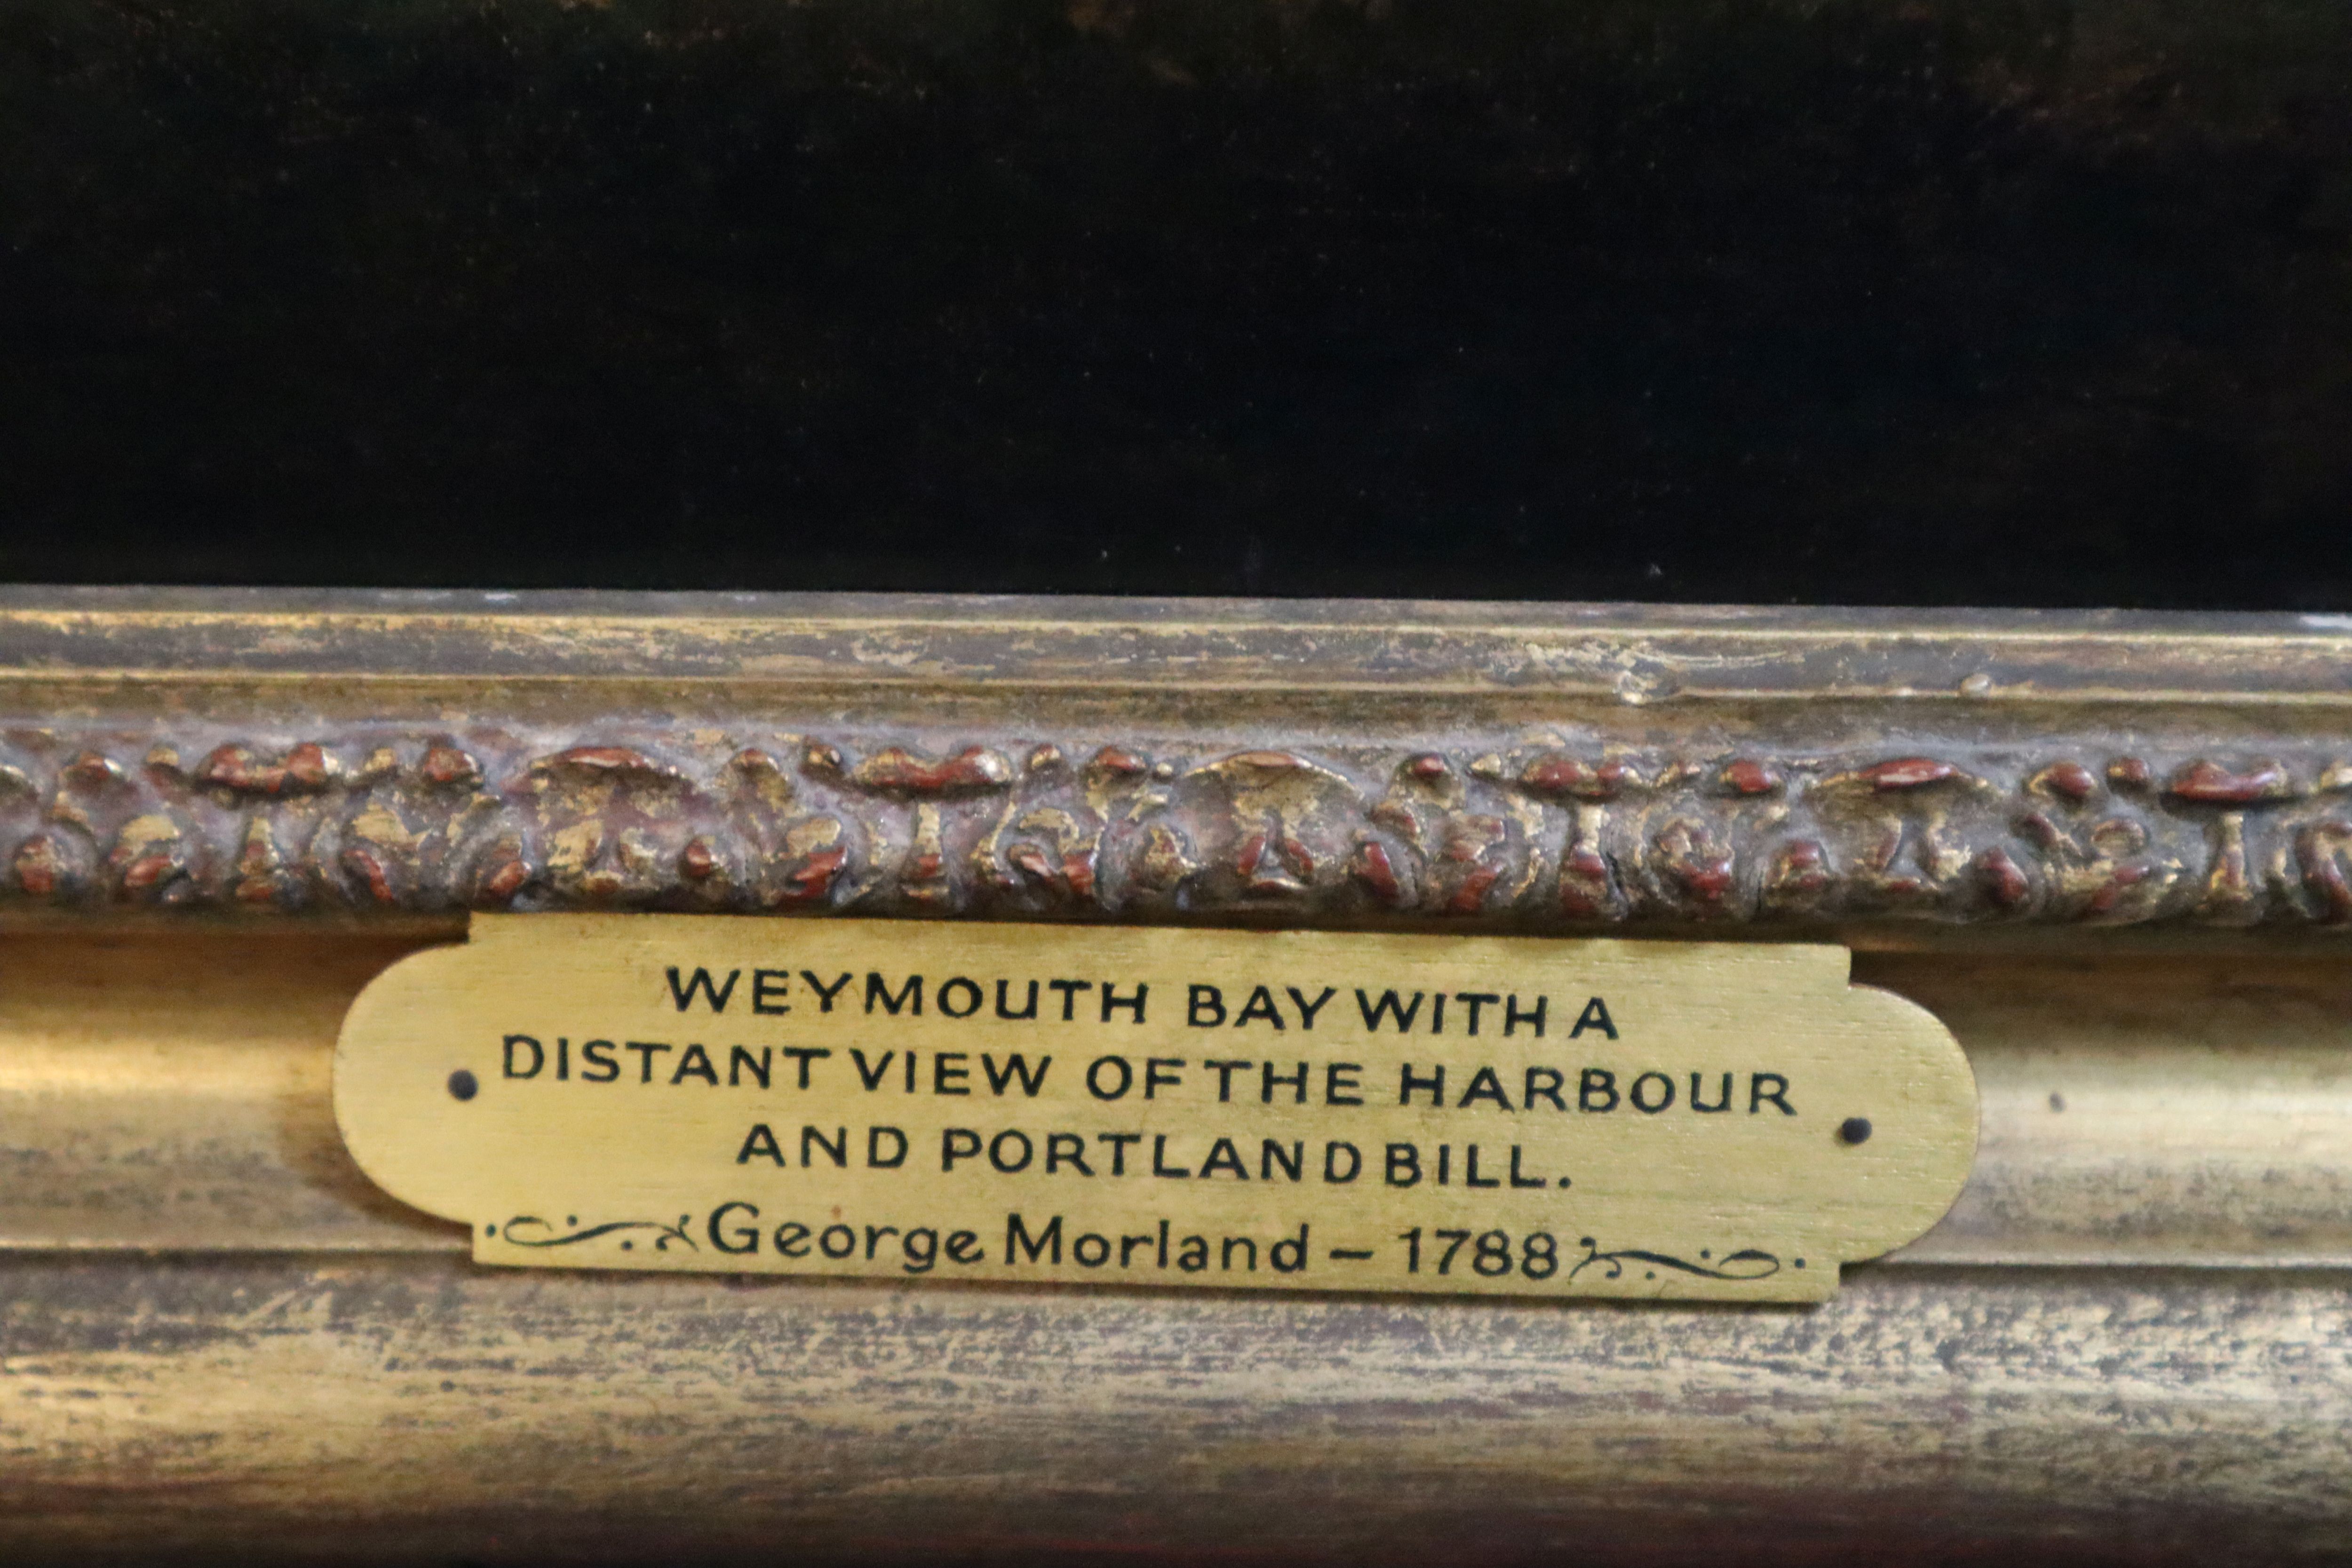 WEYMOUTH BAY WITH A
DISTANT VIEW OF THE HARBOUR
AND PORTLAND BILL.
George Morland – 1788